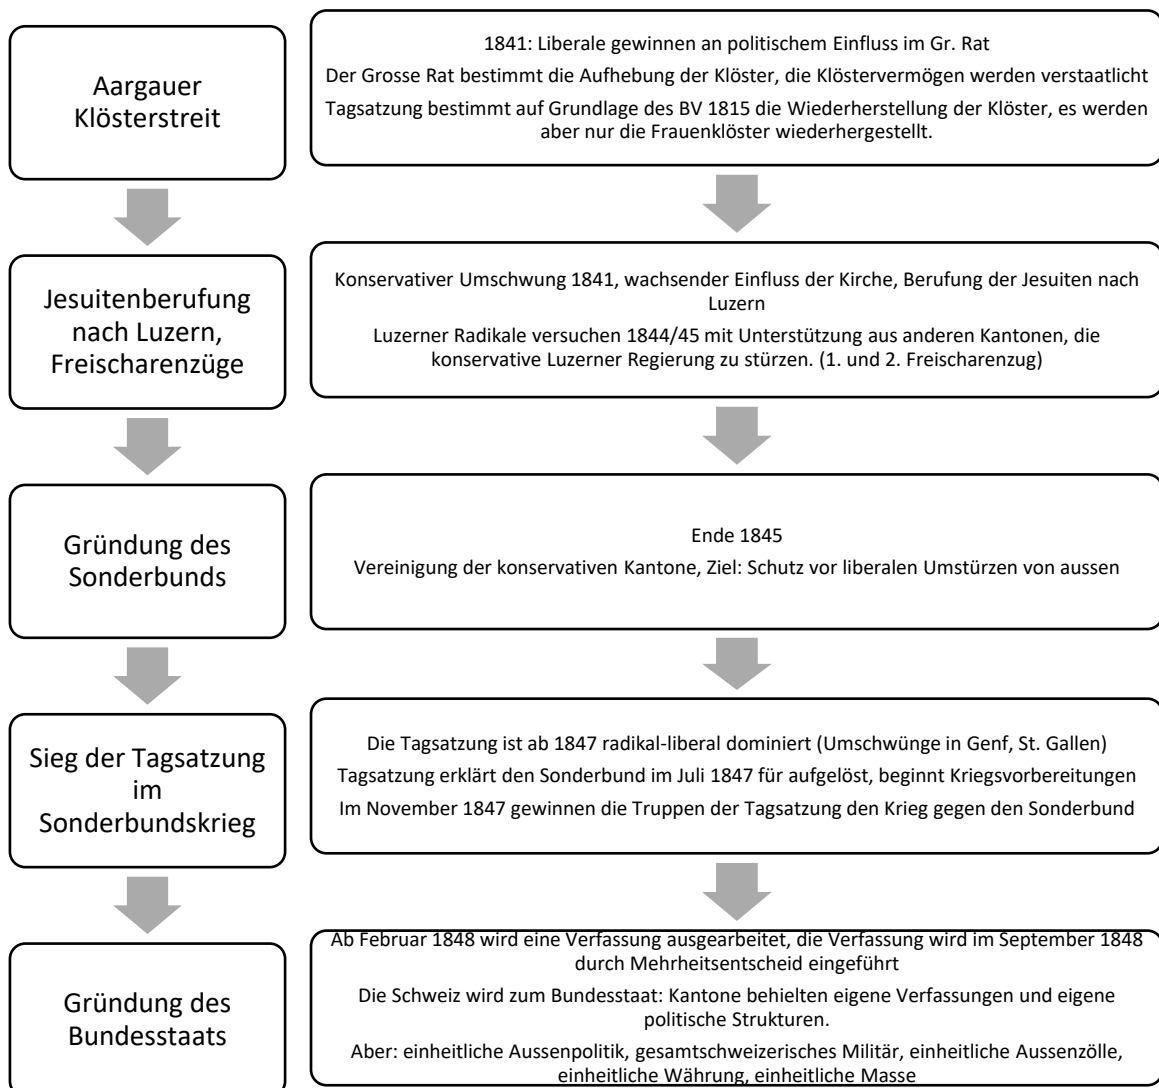 Aargauer
Klösterstreit
1841: Liberale gewinnen an politischem Einfluss im Gr. Rat
Der Grosse Rat bestimmt die Aufhebung der Klöster, die Klöstervermögen werden verstaatlicht
Tagsatzung bestimmt auf Grundlage des BV 1815 die Wiederherstellung der Klöster, es werden
aber nur die Frauenklöster wiederhergestellt.
Jesuitenberufung
nach Luzern,
Freischarenzüge
Konservativer Umschwung 1841, wachsender Einfluss der Kirche, Berufung der Jesuiten nach
Luzern
Luzerner Radikale versuchen 1844/45 mit Unterstützung aus anderen Kantonen, die
konservative Luzerner Regierung zu stürzen. (1. und 2. Freischarenzug)
Gründung des
Sonderbunds
Ende 1845
Vereinigung der konservativen Kantone, Ziel: Schutz vor liberalen Umstürzen von aussen
Sieg der Tagsatzung
im
Sonderbundskrieg
Die Tagsatzung ist ab 1847 radikal-liberal dominiert (Umschwünge in Genf, St. Gallen)
Tagsatzung erklärt den Sonderbund im Juli 1847 für aufgelöst, beginnt Kriegsvorbereitungen
Im November 1847 gewinnen die Truppen der Tagsatzung den Krieg gegen den Sonderbund
Gründung des
Bundesstaats
Ab Februar 1848 wird eine Verfassung ausgearbeitet, die Verfassung wird im September 1848
durch Mehrheitsentscheid eingeführt
Die Schweiz wird zum Bundesstaat: Kantone behielten eigene Verfassungen und eigene
politische Strukturen.
Aber: einheitliche Aussenpolitik, gesamtschweizerisches Militär, einheitliche Aussenzölle,
einheitliche Währung, einheitliche Masse